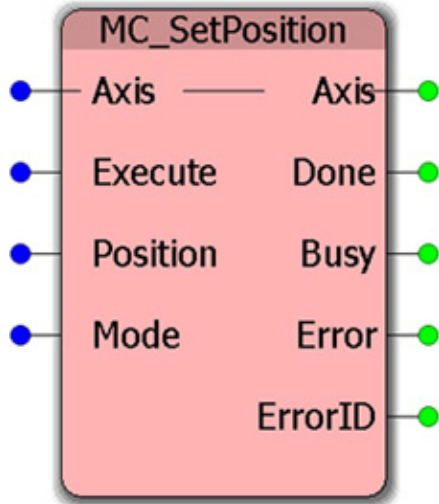 MC_SetPosition
Axis Axis
Execute Done
Position Busy
Mode Error
ErrorID